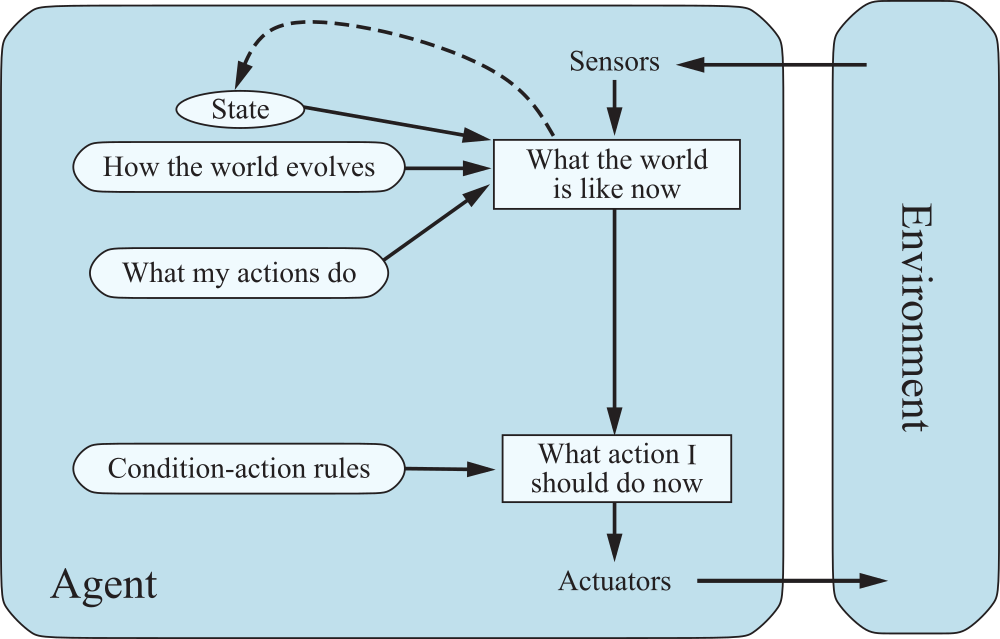 Sensors
State
How the world evolves
What the world
is like now
What my actions do
Environment
Condition-action rules
What action I
should do now
Agent
Actuators